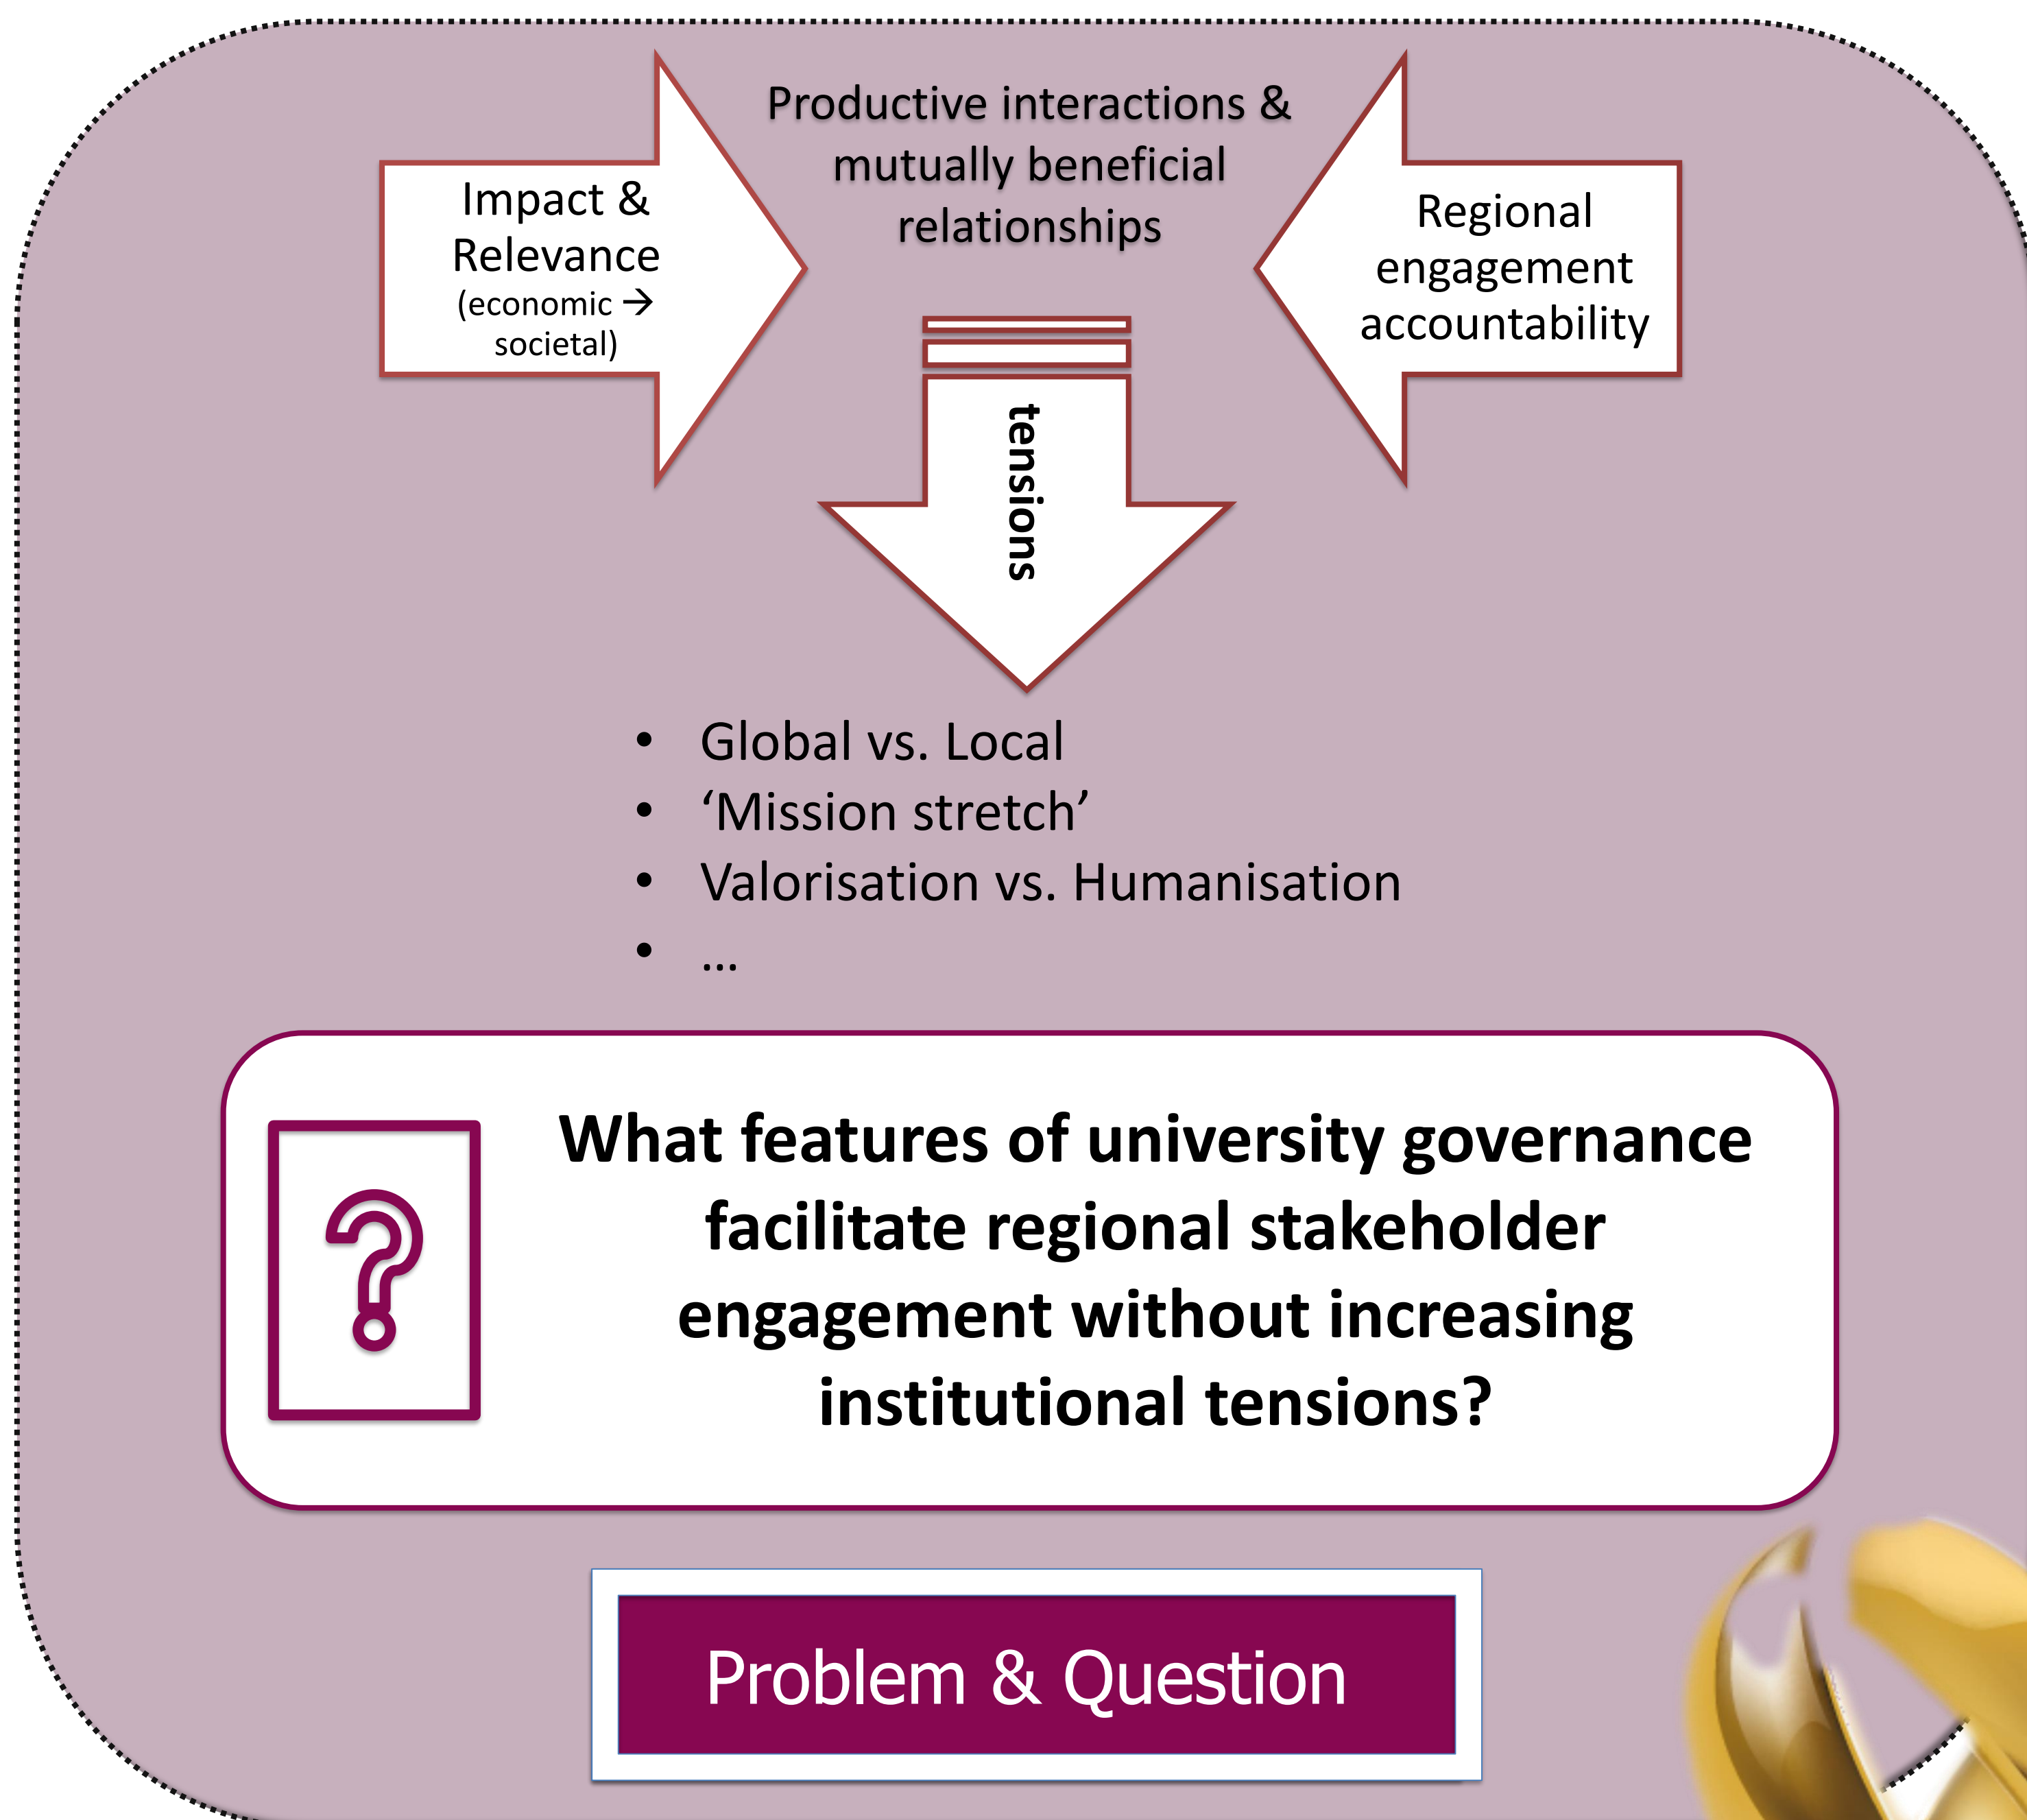 Productive interactions &
mutually beneficial
relationships
Impact &
Relevance
(economic →
societal)
Regional
engagement
accountability
tensions
• Global vs. Local
• ‘Mission stretch’
• Valorisation vs. Humanisation
• …
What features of university governance
facilitate regional stakeholder
engagement without increasing
institutional tensions?
Problem & Question